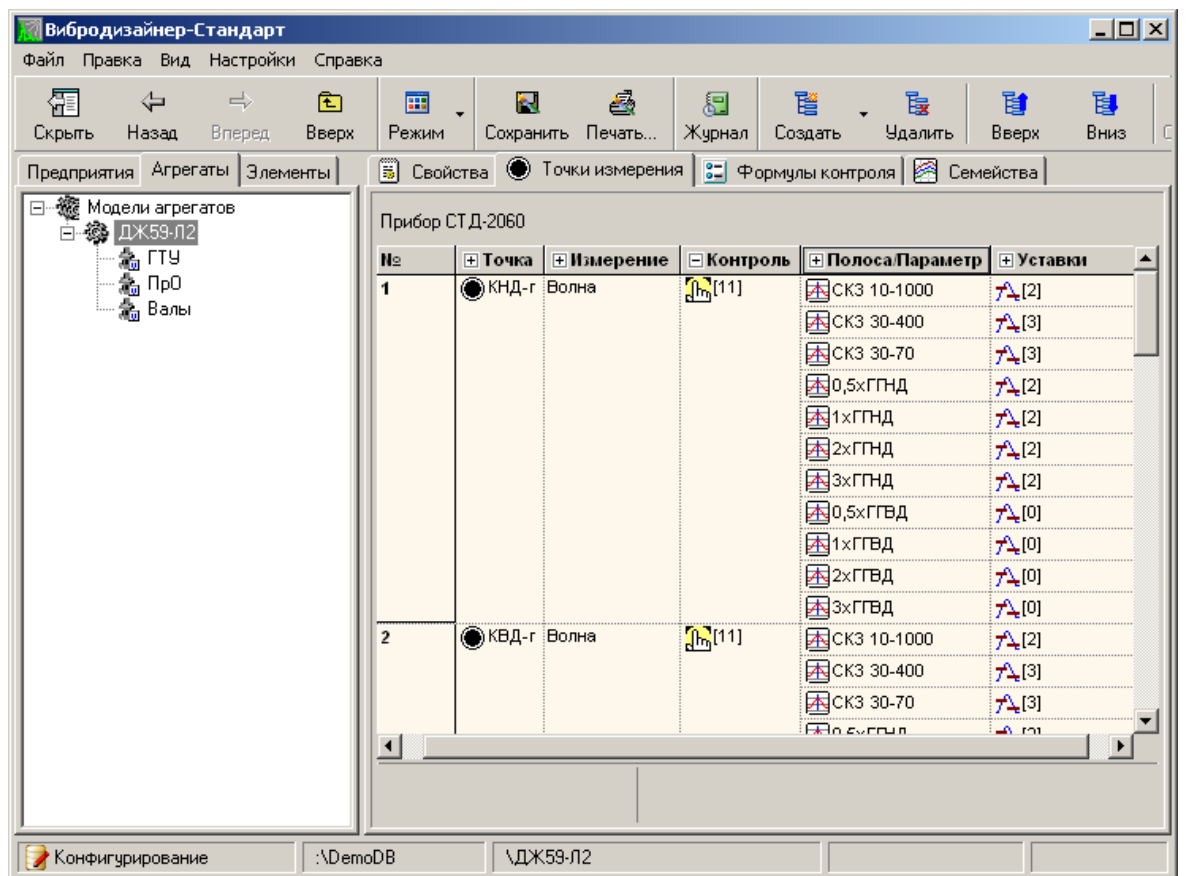 Вибродизайнер-Стандарт
Файл Правка Вид Настройки Справка
Скрыть Назад Вперед Вверх Режим Сохранить Печать... Журнал Создать Удалить Вверх Вниз
Предприятия Агрегаты Элементы Свойства Точки измерения Формулы контроля Семейства
Модели агрегатов
ДЖ59-Л2
ГТУ
ПрО
Валы
Прибор СТД-2060
№ Точка Измерение Контроль Полоса/Параметр Уставки
1 КНД-г Волна [11] СКЗ 10-1000 [2]
СКЗ 30-400 [3]
СКЗ 30-70 [3]
0,5хГГНД [2]
1хГГНД [2]
2хГГНД [2]
3хГГНД [2]
0,5хГГВД [0]
1хГГВД [0]
2хГГВД [0]
3хГГВД [0]
2 КВД-г Волна [11] СКЗ 10-1000 [2]
СКЗ 30-400 [3]
СКЗ 30-70 [3]
Конфигурирование :\DemoDB \ДЖ59-Л2